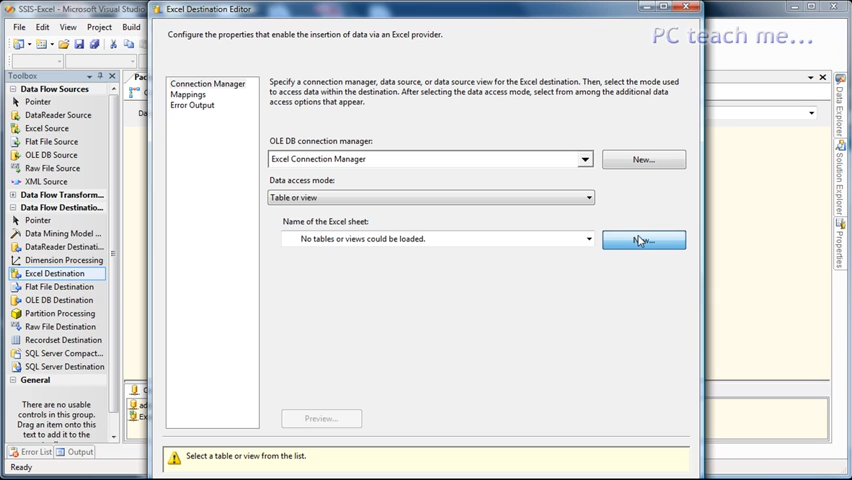 SSIS-Excel - Microsoft Visual Studio
Excel Destination Editor
File Edit View Project
Configure the properties that enable the insertion of data via an Excel provider.
PC teach me...
Toolbox
Data Flow Sources
Pointer
DataReader Source
Excel Source
Flat File Source
OLE DB Source
Raw File Source
XML Source
Data Flow Transform...
Data Flow Destinatio...
Pointer
Data Mining Model ...
DataReader Destinati...
Dimension Processing
Excel Destination
Flat File Destination
OLE DB Destination
Partition Processing
Raw File Destination
Recordset Destination
SQL Server Compact...
SQL Server Destination
General
There are no usable
controls in this group.
Drag an item onto this
text to add it to the
Error List Output
Ready
Connection Manager
Mappings
Error Output
Specify a connection manager, data source, or data source view for the Excel destination. Then, select the mode used
to access data within the destination. After selecting the data access mode, select from among the additional data
access options that appear.
OLE DB connection manager:
Excel Connection Manager
New...
Data access mode:
Table or view
Name of the Excel sheet:
No tables or views could be loaded.
Preview...
Select a table or view from the list.
Data Explorer
Solution Explorer
Properties